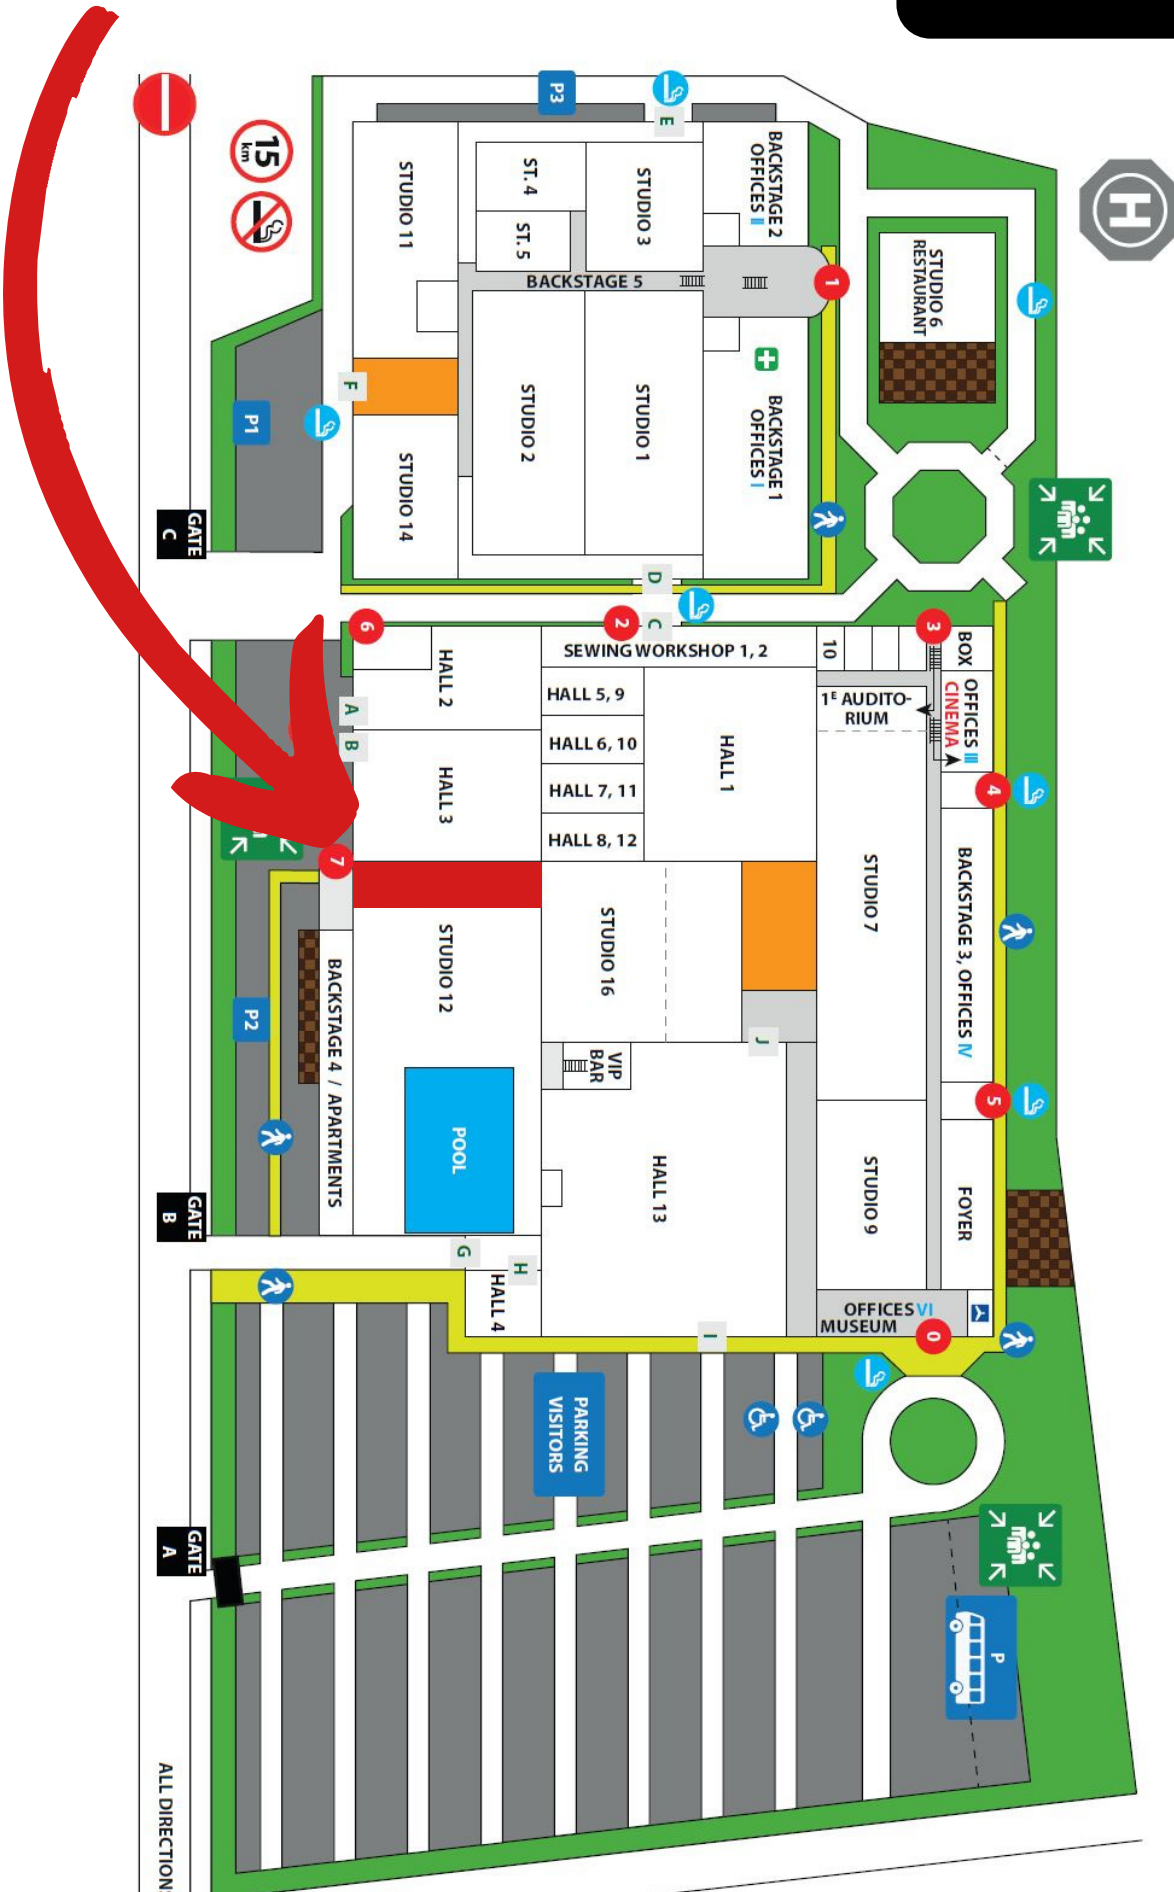 P3
E
H
15
km
BACKSTAGE 2
OFFICES II
ST. 4
STUDIO 3
STUDIO 11
ST. 5
BACKSTAGE 5
1
STUDIO 6
RESTAURANT
F
P1
STUDIO 2
STUDIO 1
BACKSTAGE 1
OFFICES I
STUDIO 14
GATE
C
D
6
2
C
3
SEWING WORKSHOP 1, 2
10
BOX
HALL 2
HALL 5, 9
1E AUDITO-
RIUM
OFFICES III
CINEMA
A
B
HALL 6, 10
HALL 1
HALL 3
HALL 7, 11
4
HALL 8, 12
7
STUDIO 7
BACKSTAGE 3, OFFICES IV
STUDIO 12
STUDIO 16
P2
BACKSTAGE 4 / APARTMENTS
J
VIP
BAR
5
POOL
HALL 13
STUDIO 9
FOYER
GATE
B
G
H
HALL 4
OFFICES VI
MUSEUM
0
I
PARKING
VISITORS
GATE
A
P
ALL DIRECTIONS